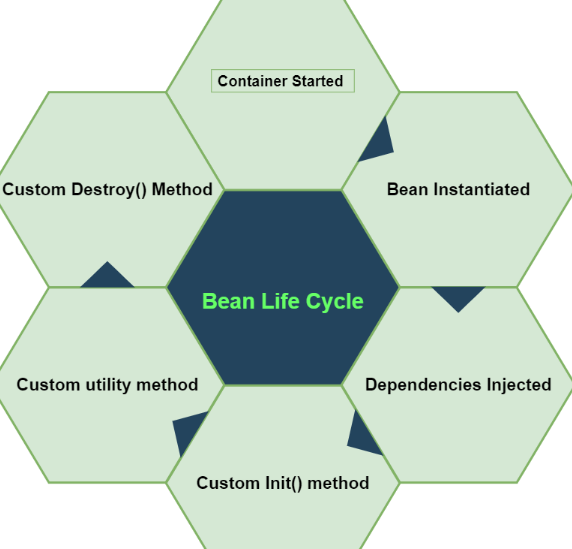 Container Started
Custom Destroy() Method
Bean Instantiated
Bean Life Cycle
Custom utility method
Dependencies Injected
Custom Init() method